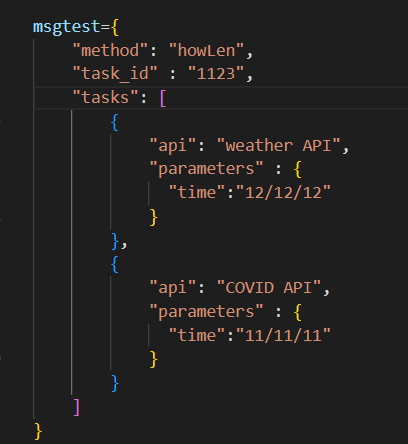 msgtest={
    "method": "howLen",
    "task_id" : "1123",
    "tasks": [
        {
            "api": "weather API",
            "parameters" : {
              "time":"12/12/12"
            }
        },
        {
            "api": "COVID API",
            "parameters" : {
              "time":"11/11/11"
            }
        }
    ]
}